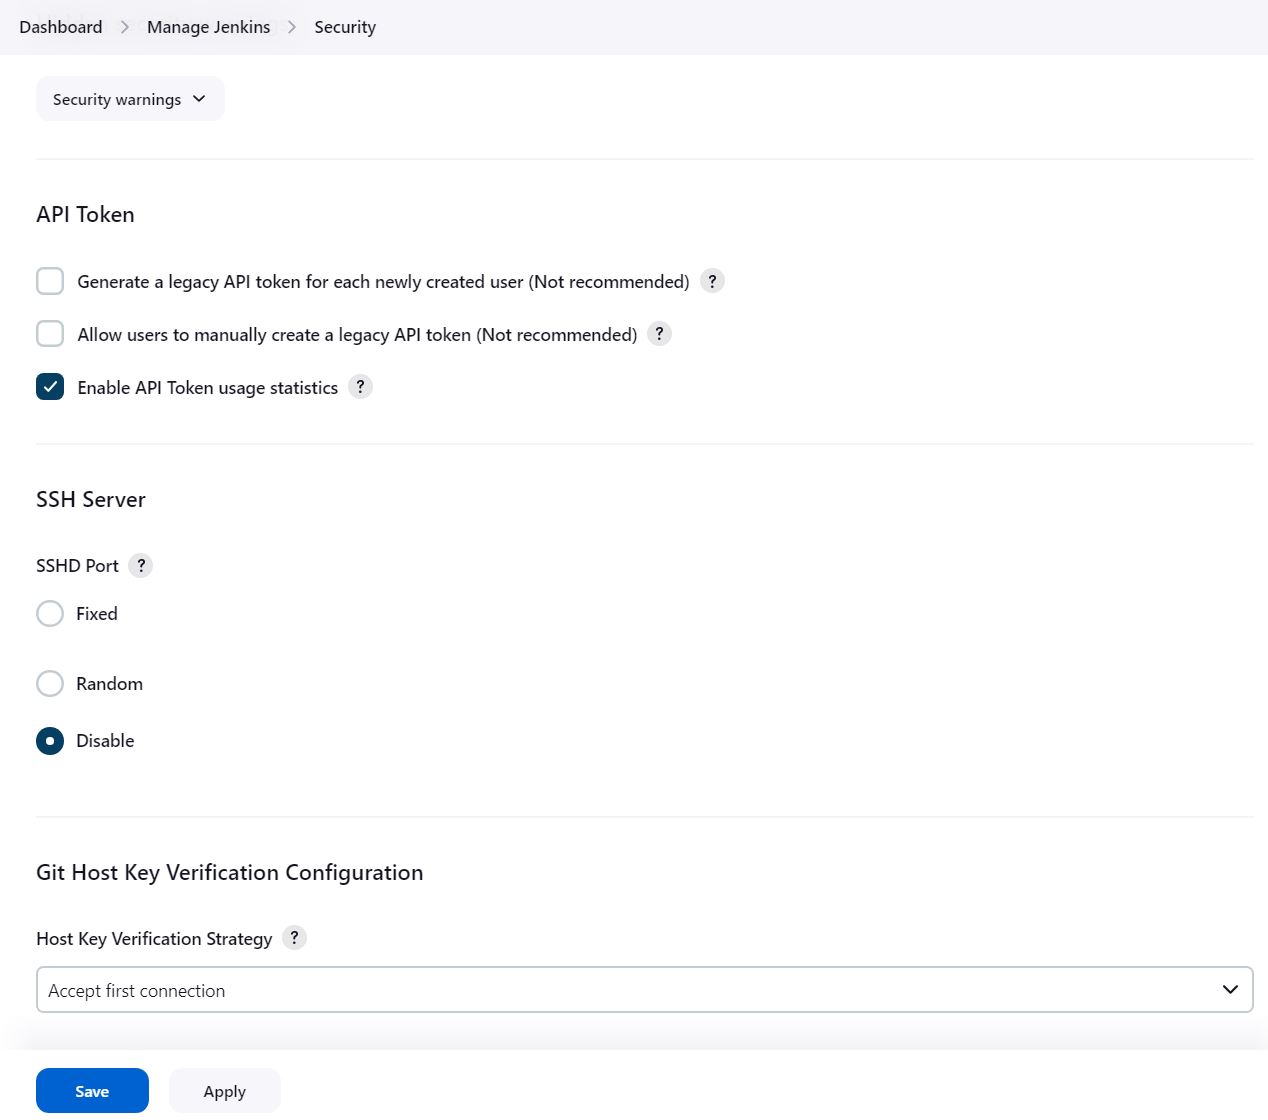 Dashboard > Manage Jenkins > Security
Security warnings
API Token
Generate a legacy API token for each newly created user (Not recommended) ?
Allow users to manually create a legacy API token (Not recommended) ?
Enable API Token usage statistics ?
SSH Server
SSHD Port ?
Fixed
Random
Disable
Git Host Key Verification Configuration
Host Key Verification Strategy ?
Accept first connection
Save Apply